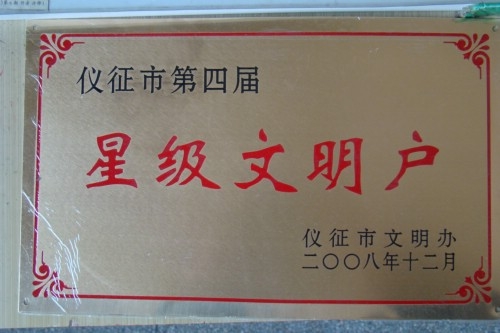 仪征市第四届
星级文明户
仪征市文明办
二〇〇八年十二月